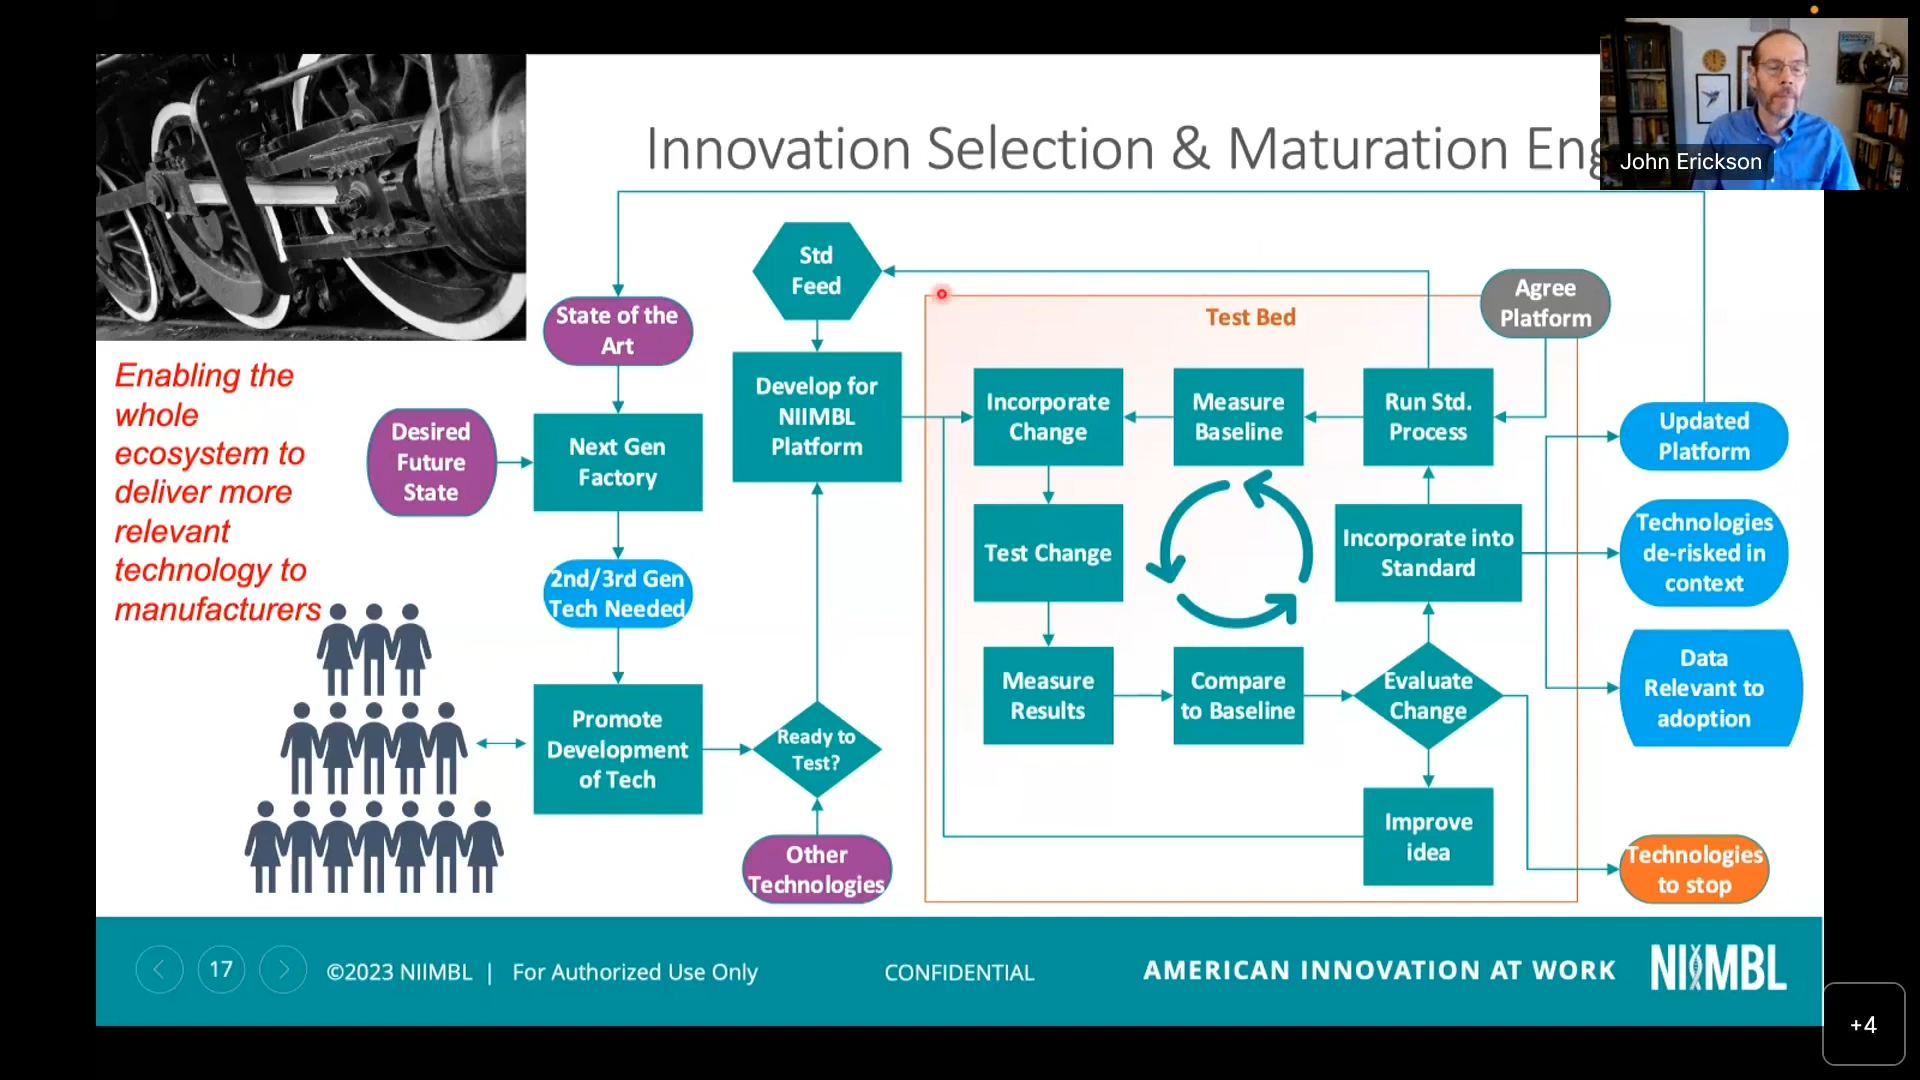 Innovation Selection & Maturation Eng
John Erickson
Enabling the
whole
ecosystem to
deliver more
relevant
technology to
manufacturers
State of the
Art
Desired
Future
State
Next Gen
Factory
2nd/3rd Gen
Tech Needed
Promote
Development
of Tech
Std
Feed
Develop for
NIIMBL
Platform
Ready to
Test?
Other
Technologies
Test Bed
Agree
Platform
Incorporate
Change
Measure
Baseline
Run Std.
Process
Test Change
Incorporate into
Standard
Measure
Results
Compare
to Baseline
Evaluate
Change
Improve
idea
Updated
Platform
Technologies
de-risked in
context
Data
Relevant to
adoption
Technologies
to stop
17
©2023 NIIMBL | For Authorized Use Only
CONFIDENTIAL
AMERICAN INNOVATION AT WORK
NIIMBL
+4